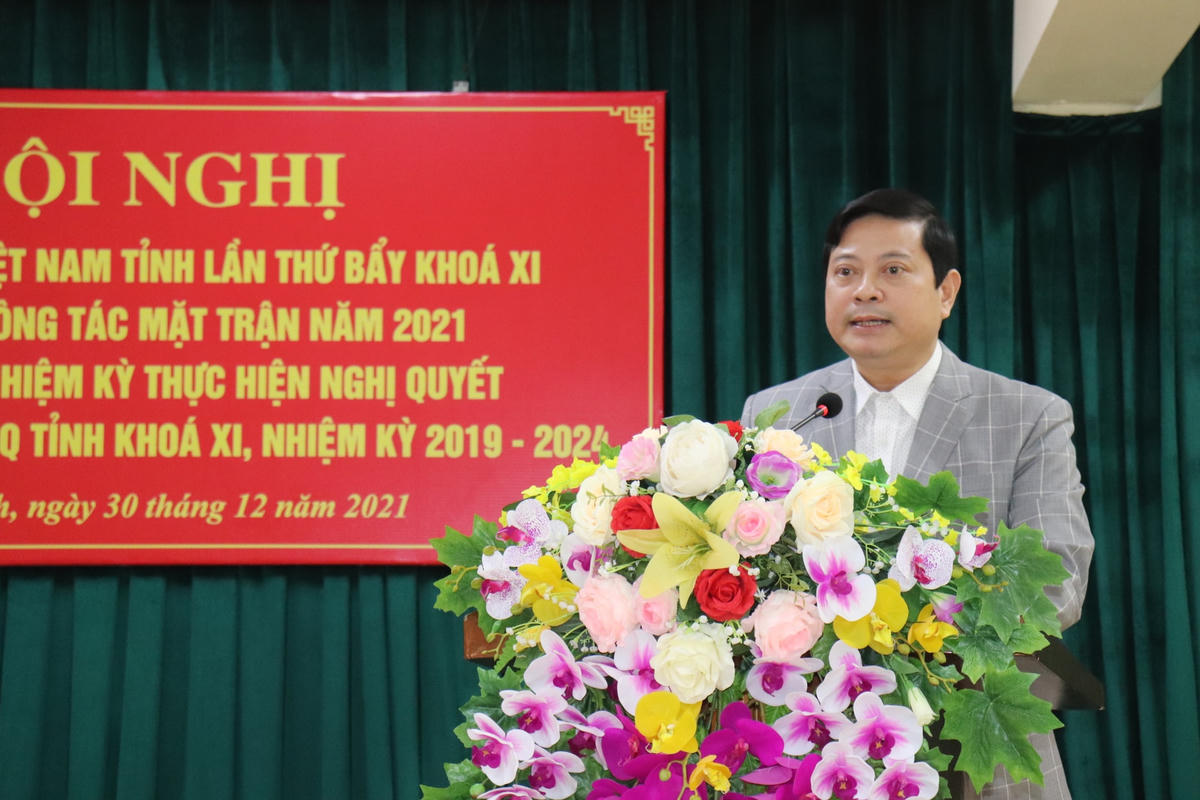 ỘI NGHỊ
ỆT NAM TỈNH LẦN THỨ BẨY KHOÁ XI
ÔNG TÁC MẶT TRẬN NĂM 2021
HIỆM KỲ THỰC HIỆN NGHỊ QUYẾT
Q TỈNH KHOÁ XI, NHIỆM KỲ 2019 - 2024
h, ngày 30 tháng 12 năm 2021